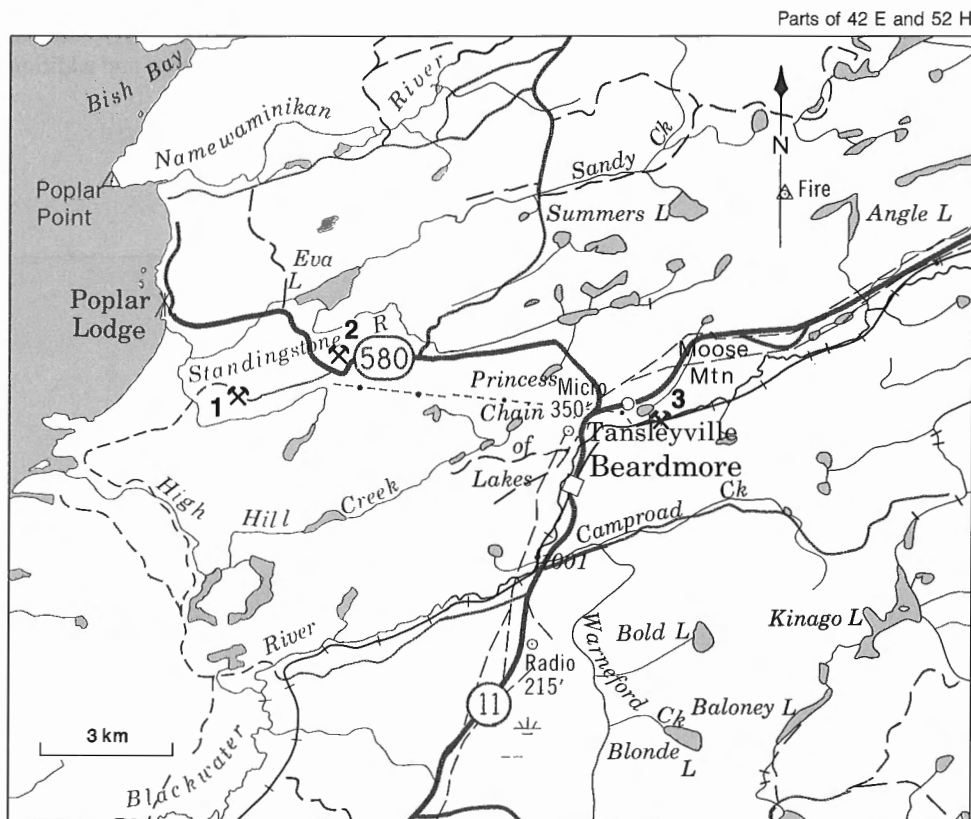 Parts of 42 E and 52 H
Bish Bay
Namewaminikan River
Poplar
Point
Sandy Ck
N
Fire
Summers L
Angle L
Eva
L
Poplar
Lodge
2
R
580
Standingstone
1
Moose
Mtn
Princess
Micro
350'
3
Chain
of
Lakes
Tansleyville
Beardmore
High
Hill
Creek
Camproad
Ck
River
Warneford
Ck
Bold L
Kinago L
Radio
215'
11
Baloney L
Blonde
L
3 km
Blackwater